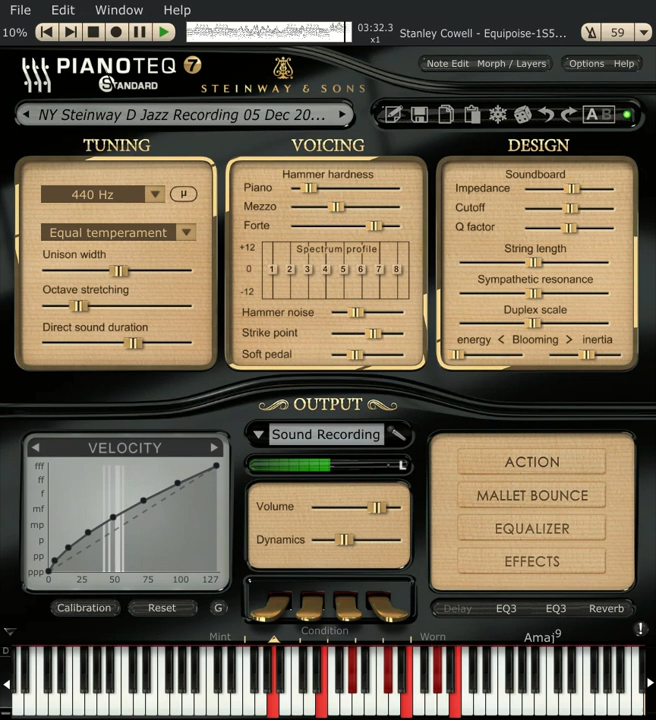 File Edit Window Help
10%
03:32.3
x1
Stanley Cowell - Equipoise-1S5...
59
PIANOTEQ 7
STANDARD
STEINWAY & SONS
Note Edit Morph / Layers
Options Help
NY Steinway D Jazz Recording 05 Dec 20...
A B
TUNING
440 Hz
μ
Equal temperament
Unison width
Octave stretching
Direct sound duration
VOICING
Hammer hardness
Piano
Mezzo
Forte
+12
Spectrum profile
0
1 2 3 4 5 6 7 8
-12
Hammer noise
Strike point
Soft pedal
DESIGN
Soundboard
Impedance
Cutoff
Q factor
String length
Sympathetic resonance
Duplex scale
energy < Blooming > inertia
OUTPUT
VELOCITY
fff
ff
f
mf
mp
p
pp
ppp
0 25 50 75 100 127
Calibration
Reset
G
Sound Recording
L
Volume
Dynamics
ACTION
MALLET BOUNCE
EQUALIZER
EFFECTS
Delay EQ3 EQ3 Reverb
Mint Condition Worn
Amaj9
!
D